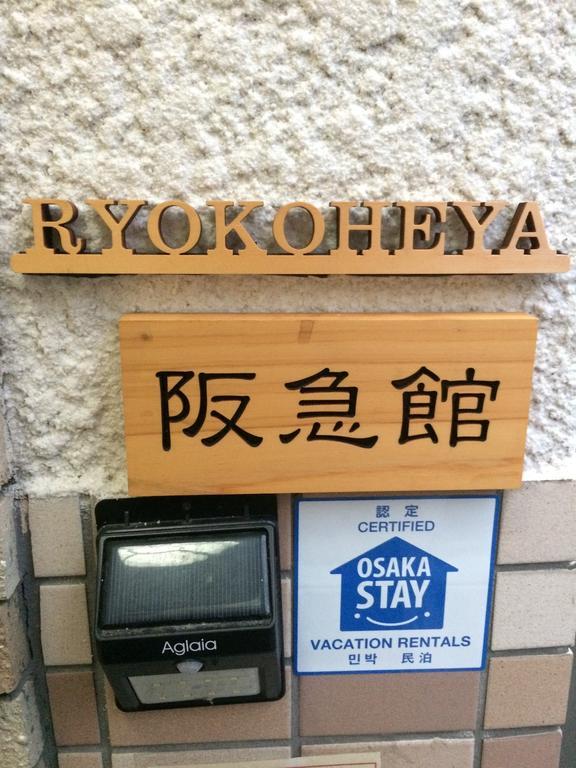 RYOKOHEYA
阪急館
認定
CERTIFIED
OSAKA
STAY
VACATION RENTALS
민박 民泊
Aglaia